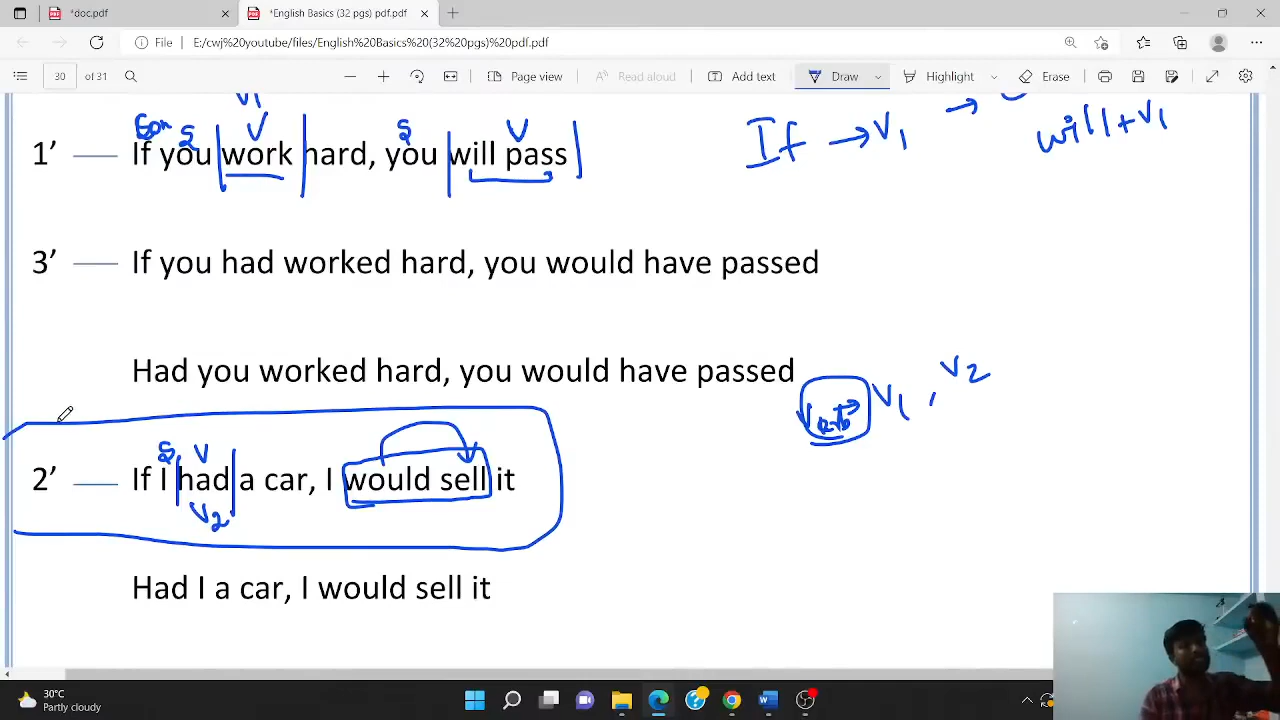 *doc.pdf *English Basics (32 pgs) pdf.pdf
File E:/cwj%20youtube/files/English%20Basics%20(32%20pgs)%20pdf.pdf
30 of 31 Page view Read aloud Add text Draw Highlight Erase
V1
S V S V
1’ If you work hard, you will pass If → V1 → will + V1
3’ If you had worked hard, you would have passed
Had you worked hard, you would have passed
Verb V1, V2
S V
2’ If I had a car, I would sell it
V2
Had I a car, I would sell it
30°C
Partly cloudy